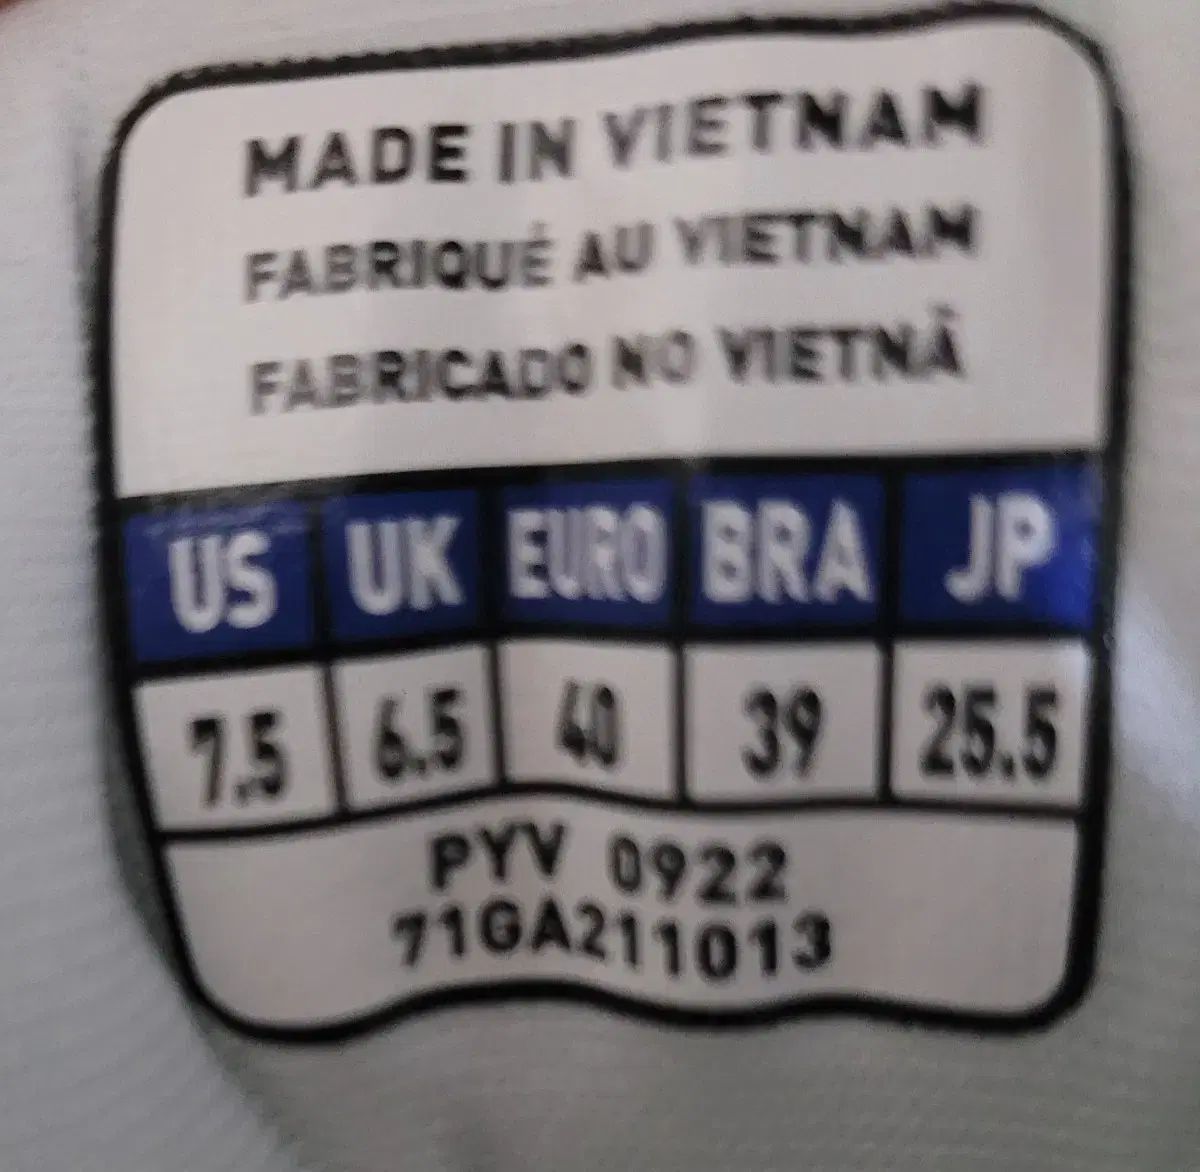 MADE IN VIETNAM
FABRIQUÉ AU VIETNAM
FABRICADO NO VIETNÃ
US UK EURO BRA JP
7.5 6.5 40 39 25.5
PYV 0922
71GA211013